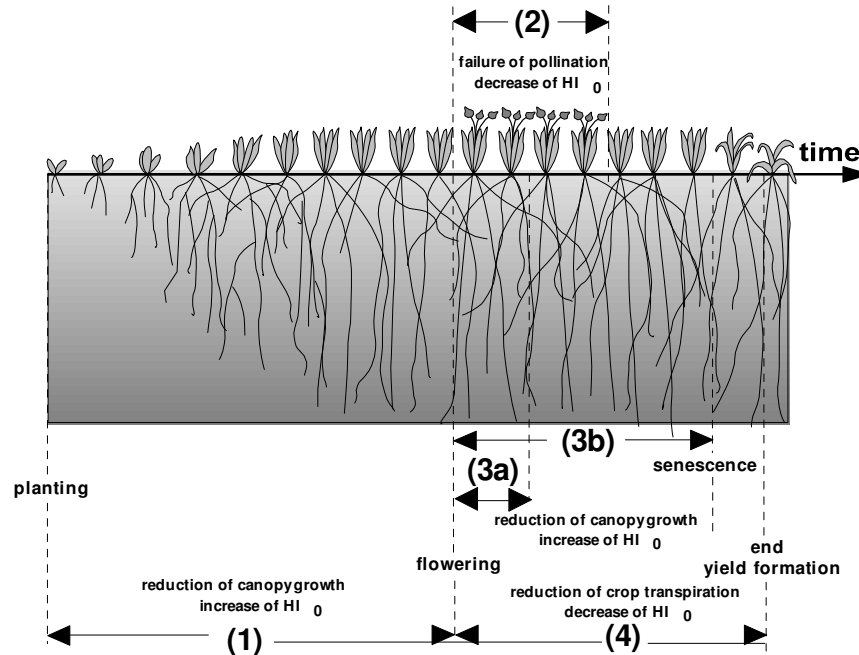 (2)
failure of pollination
decrease of HI 0
time
(3b)
senescence
(3a)
planting
reduction of canopygrowth
increase of HI 0
flowering
end
yield formation
reduction of canopygrowth
increase of HI 0
reduction of crop transpiration
decrease of HI 0
(1)
(4)